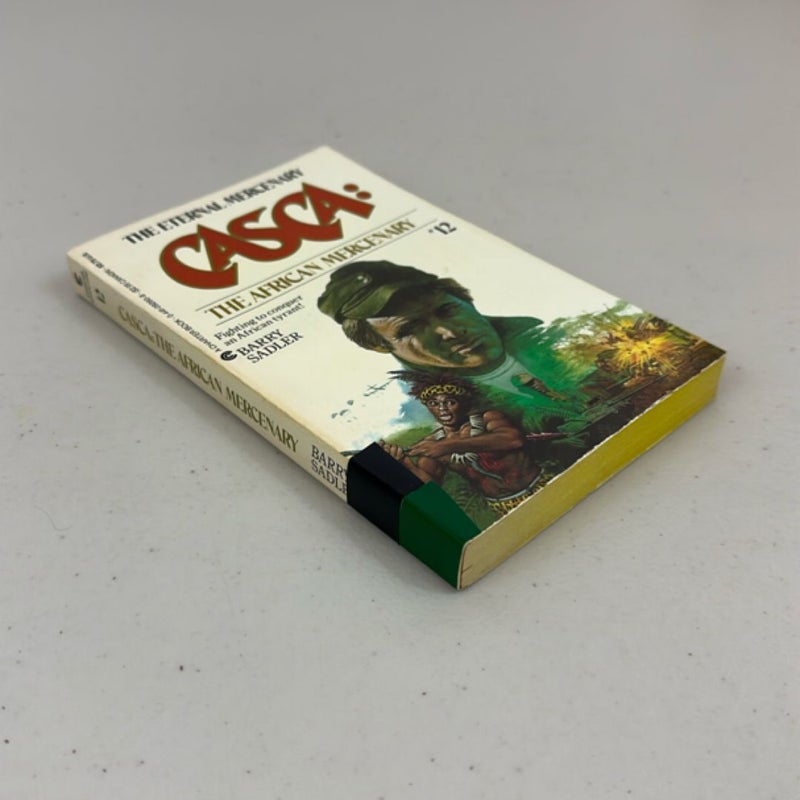 THE ETERNAL MERCENARY
CASCA:
THE AFRICAN MERCENARY
#12
Fighting to conquer
an African tyrant!
BARRY
SADLER
12
CASCA: THE AFRICAN MERCENARY
BARRY
SADLER